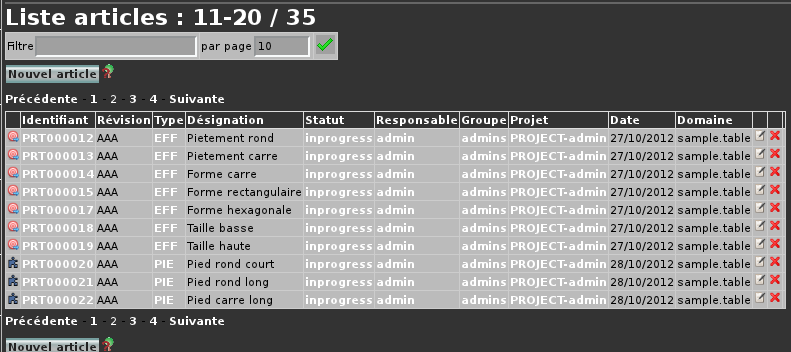 Liste articles : 11-20 / 35
Filtre par page 10
Nouvel article
Précédente - 1 - 2 - 3 - 4 - Suivante
Identifiant Révision Type Désignation Statut Responsable Groupe Projet Date Domaine
PRT000012 AAA EFF Pietement rond inprogress admin admins PROJECT-admin 27/10/2012 sample.table
PRT000013 AAA EFF Pietement carre inprogress admin admins PROJECT-admin 27/10/2012 sample.table
PRT000014 AAA EFF Forme carre inprogress admin admins PROJECT-admin 27/10/2012 sample.table
PRT000015 AAA EFF Forme rectangulaire inprogress admin admins PROJECT-admin 27/10/2012 sample.table
PRT000017 AAA EFF Forme hexagonale inprogress admin admins PROJECT-admin 27/10/2012 sample.table
PRT000018 AAA EFF Taille basse inprogress admin admins PROJECT-admin 27/10/2012 sample.table
PRT000019 AAA EFF Taille haute inprogress admin admins PROJECT-admin 27/10/2012 sample.table
PRT000020 AAA PIE Pied rond court inprogress admin admins PROJECT-admin 28/10/2012 sample.table
PRT000021 AAA PIE Pied rond long inprogress admin admins PROJECT-admin 28/10/2012 sample.table
PRT000022 AAA PIE Pied carre long inprogress admin admins PROJECT-admin 28/10/2012 sample.table
Précédente - 1 - 2 - 3 - 4 - Suivante
Nouvel article